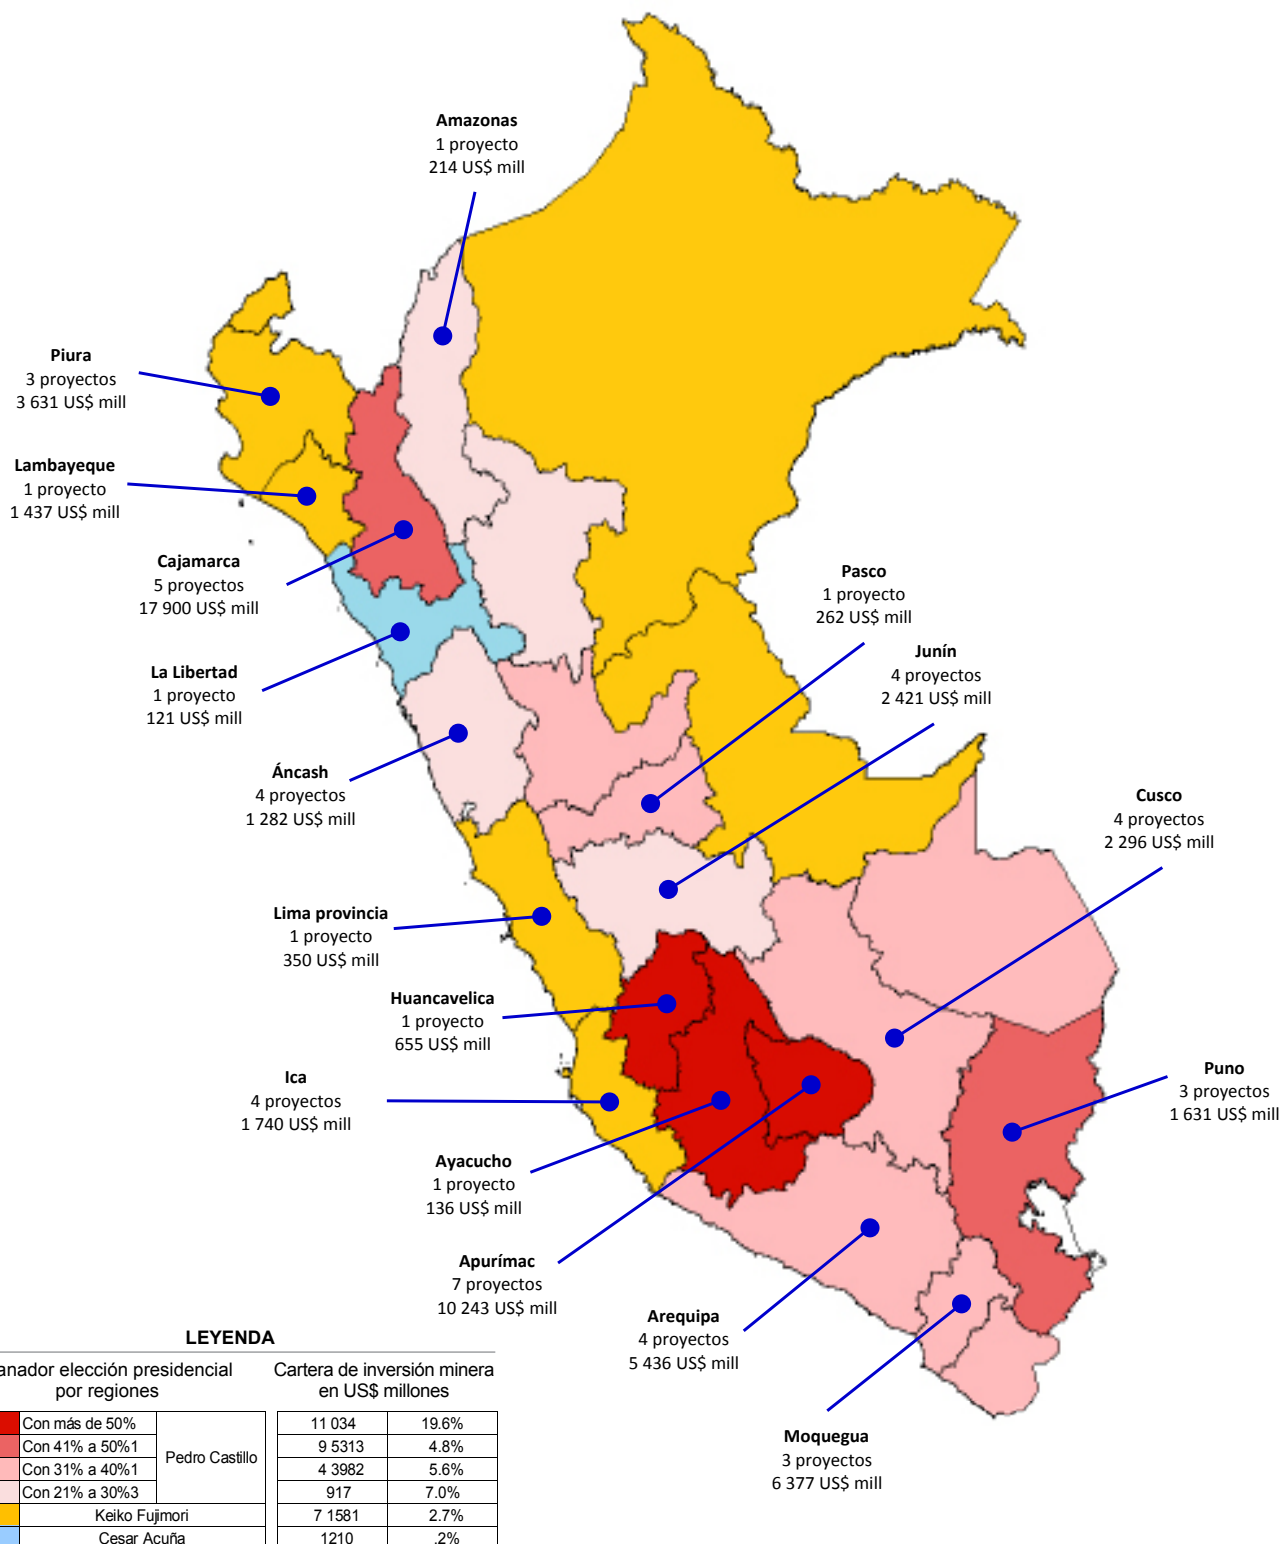 Amazonas
1 proyecto
214 US$ mill
Piura
3 proyectos
3 631 US$ mill
Lambayeque
1 proyecto
1 437 US$ mill
Cajamarca
5 proyectos
17 900 US$ mill
La Libertad
1 proyecto
121 US$ mill
Áncash
4 proyectos
1 282 US$ mill
Pasco
1 proyecto
262 US$ mill
Junín
4 proyectos
2 421 US$ mill
Cusco
4 proyectos
2 296 US$ mill
Lima provincia
1 proyecto
350 US$ mill
Huancavelica
1 proyecto
655 US$ mill
Ica
4 proyectos
1 740 US$ mill
Puno
3 proyectos
1 631 US$ mill
Ayacucho
1 proyecto
136 US$ mill
Apurímac
7 proyectos
10 243 US$ mill
Arequipa
4 proyectos
5 436 US$ mill
Moquegua
3 proyectos
6 377 US$ mill
LEYENDA
anador elección presidencial
por regiones
Cartera de inversión minera
en US$ millones
Con más de 50% 11 034 19.6%
Con 41% a 50%1 9 5313 4.8%
Pedro Castillo
Con 31% a 40%1 4 3982 5.6%
Con 21% a 30%3 917 7.0%
Keiko Fujimori 7 1581 2.7%
Cesar Acuña 1210 .2%